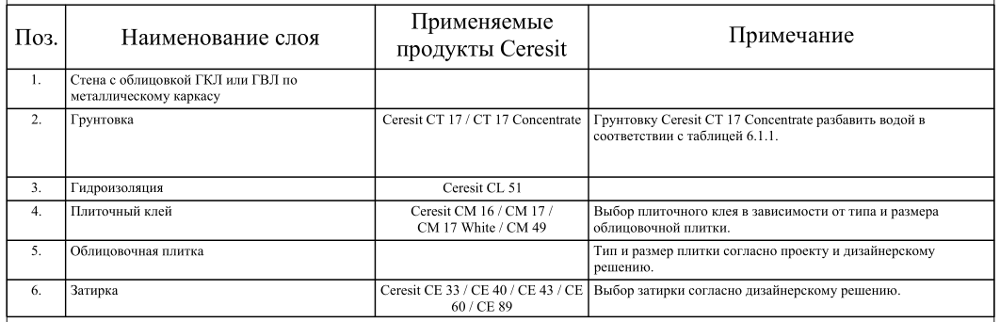 Поз.
Наименование слоя
Применяемые
продукты Ceresit
Примечание
1.
Стена с облицовкой ГКЛ или ГВЛ по
металлическому каркасу
2.
Грунтовка
Ceresit CT 17 / CT 17 Concentrate
Грунтовку Ceresit CT 17 Concentrate разбавить водой в
соответствии с таблицей 6.1.1.
3.
Гидроизоляция
Ceresit CL 51
4.
Плиточный клей
Ceresit CM 16 / CM 17 /
CM 17 White / CM 49
Выбор плиточного клея в зависимости от типа и размера
облицовочной плитки.
5.
Облицовочная плитка
Тип и размер плитки согласно проекту и дизайнерскому
решению.
6.
Затирка
Ceresit CE 33 / CE 40 / CE 43 / CE
60 / CE 89
Выбор затирки согласно дизайнерскому решению.